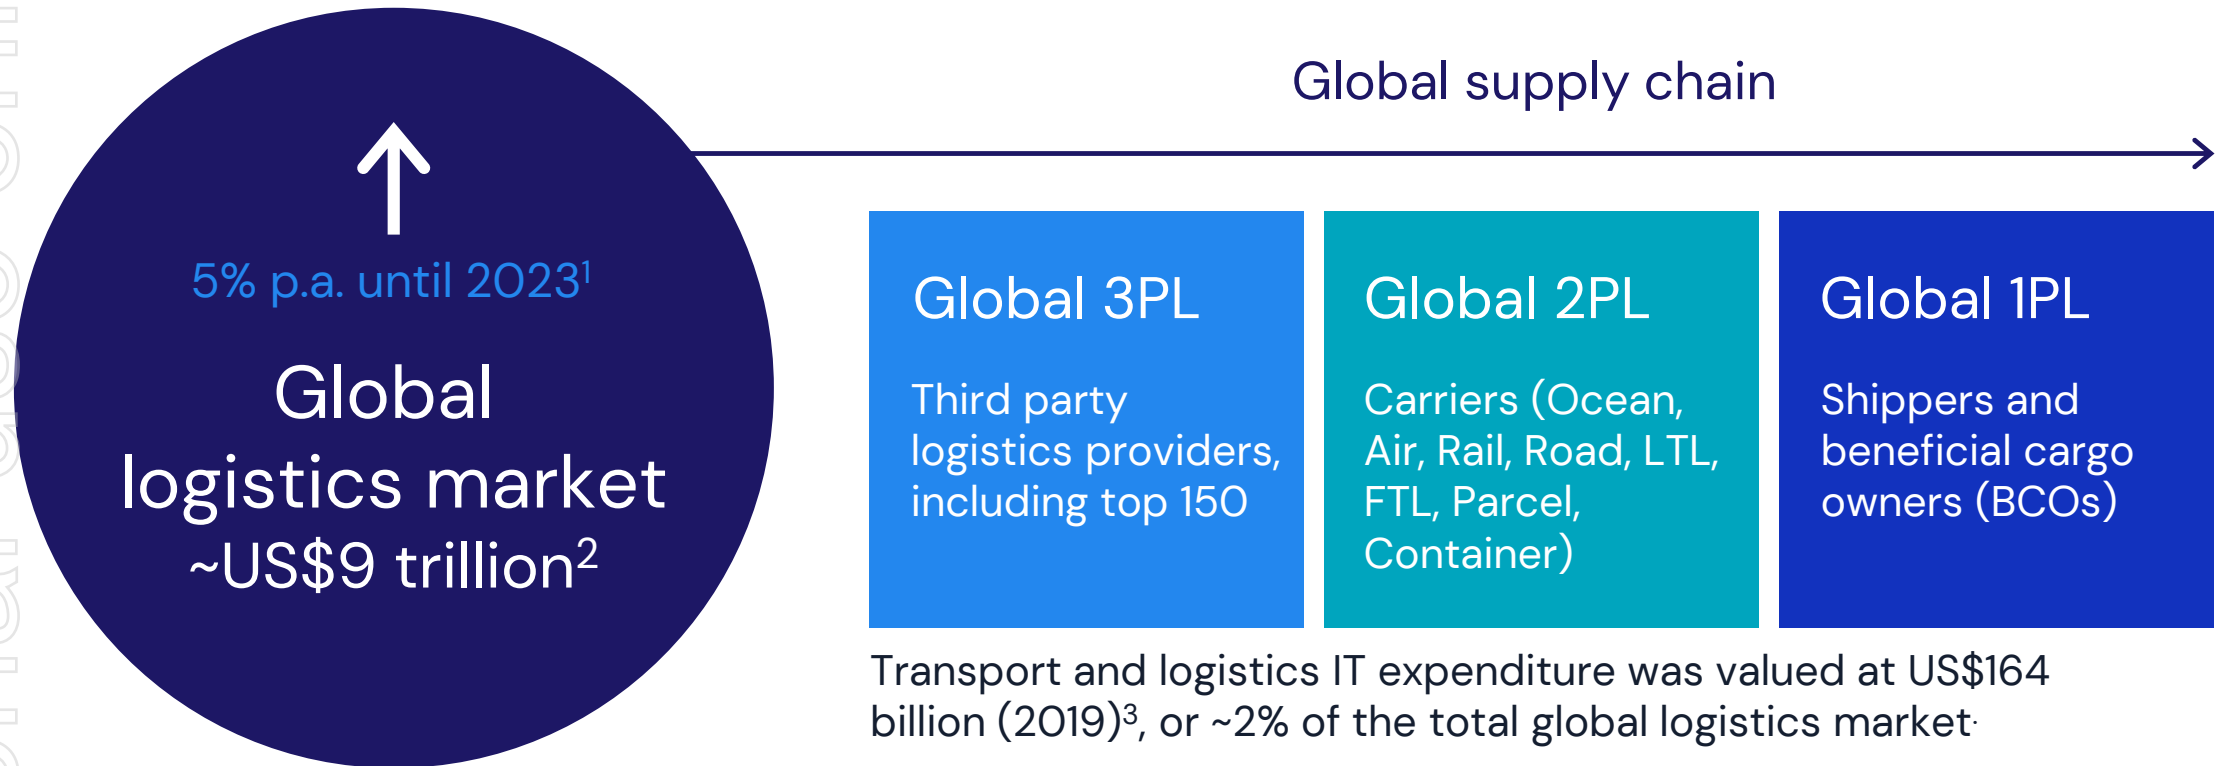 5% p.a. until 2023¹
Global
logistics market
~US$9 trillion²
Global supply chain
Global 3PL
Third party
logistics providers,
including top 150
Global 2PL
Carriers (Ocean,
Air, Rail, Road, LTL,
FTL, Parcel,
Container)
Global 1PL
Shippers and
beneficial cargo
owners (BCOs)
Transport and logistics IT expenditure was valued at US$164
billion (2019)³, or ~2% of the total global logistics market.